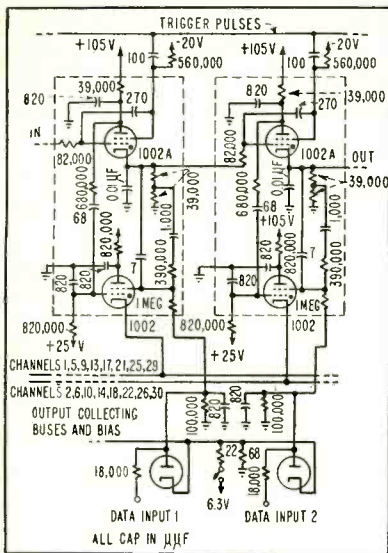 TRIGGER PULSES
+105V
-20V
+105V
-20V
100
560,000
100
560,000
39,000
820
270
820
270
39,000
IN
82,000
1002A
82,000
1002A
OUT
0.01µF
39,000
680,000
0.01µF
39,000
680,000
68
1,000
68
+105V
1,000
820,000
390,000
820,000
390,000
820
820
7
820
820
7
1 MEG
1 MEG
1002
1002
820,000
820,000
820,000
+25V
+25V
CHANNELS 1,5,9,13,17,21,25,29
CHANNELS 2,6,10,14,18,22,26,30
OUTPUT COLLECTING
BUSES AND BIAS
100,000
820
820
100,000
18,000
22
68
18,000
6.3V
DATA INPUT 1
DATA INPUT 2
ALL CAP IN µµF